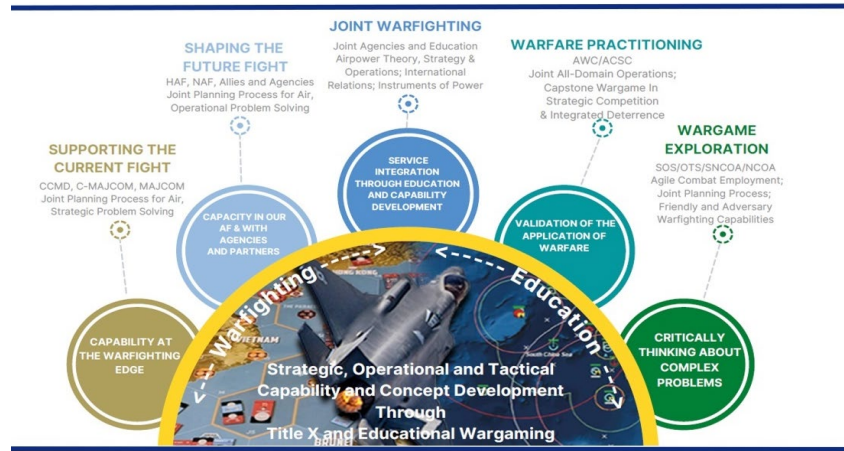 JOINT WARFIGHTING
Joint Agencies and Education
Airpower Theory, Strategy &
Operations; International
Relations; Instruments of Power
SHAPING THE
FUTURE FIGHT
HAF, NAF, Allies and Agencies
Joint Planning Process for Air,
Operational Problem Solving
WARFARE PRACTITIONING
AWC/ACSC
Joint All-Domain Operations;
Capstone Wargame In
Strategic Competition
& Integrated Deterrence
SUPPORTING THE
CURRENT FIGHT
CCMD, C-MAJCOM, MAJCOM
Joint Planning Process for Air,
Strategic Problem Solving
WARGAME
EXPLORATION
SOS/OTS/SNCOA/NCOA
Agile Combat Employment;
Joint Planning Process;
Friendly and Adversary
Warfighting Capabilities
SERVICE
INTEGRATION
THROUGH EDUCATION
AND CAPABILITY
DEVELOPMENT
CAPACITY IN OUR
AF & WITH
AGENCIES
AND PARTNERS
VALIDATION OF THE
APPLICATION OF
WARFARE
CAPABILITY AT
THE WARFIGHTING
EDGE
CRITICALLY
THINKING ABOUT
COMPLEX
PROBLEMS
Warfighting
Education
VIETNAM
South China Sea
Strategic, Operational and Tactical
Capability and Concept Development
Through
Title X and Educational Wargaming
BRUNEI